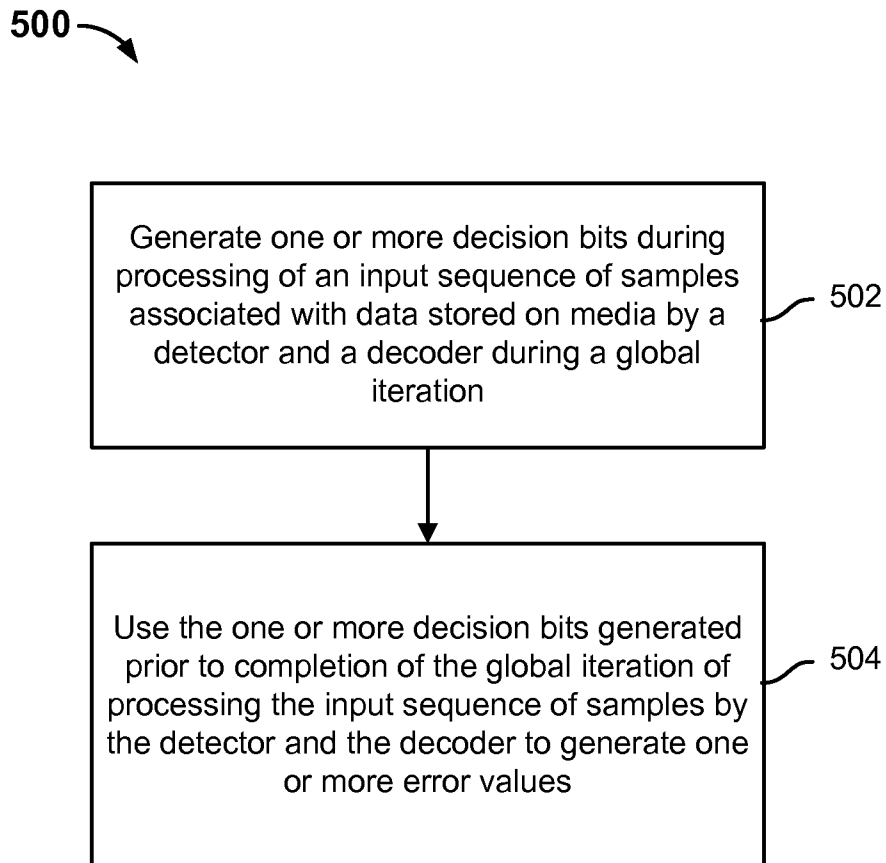 500
Generate one or more decision bits during
processing of an input sequence of samples
associated with data stored on media by a
detector and a decoder during a global
iteration
502
Use the one or more decision bits generated
prior to completion of the global iteration of
processing the input sequence of samples by
the detector and the decoder to generate one
or more error values
504